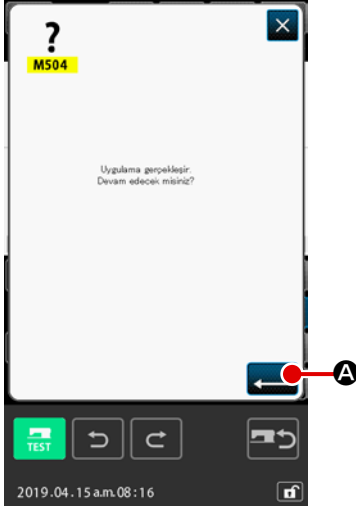 ?
M504
Uygulama gerçekleşir.
Devam edecek misiniz?
A
TEST
2019.04.15 a.m. 08:16